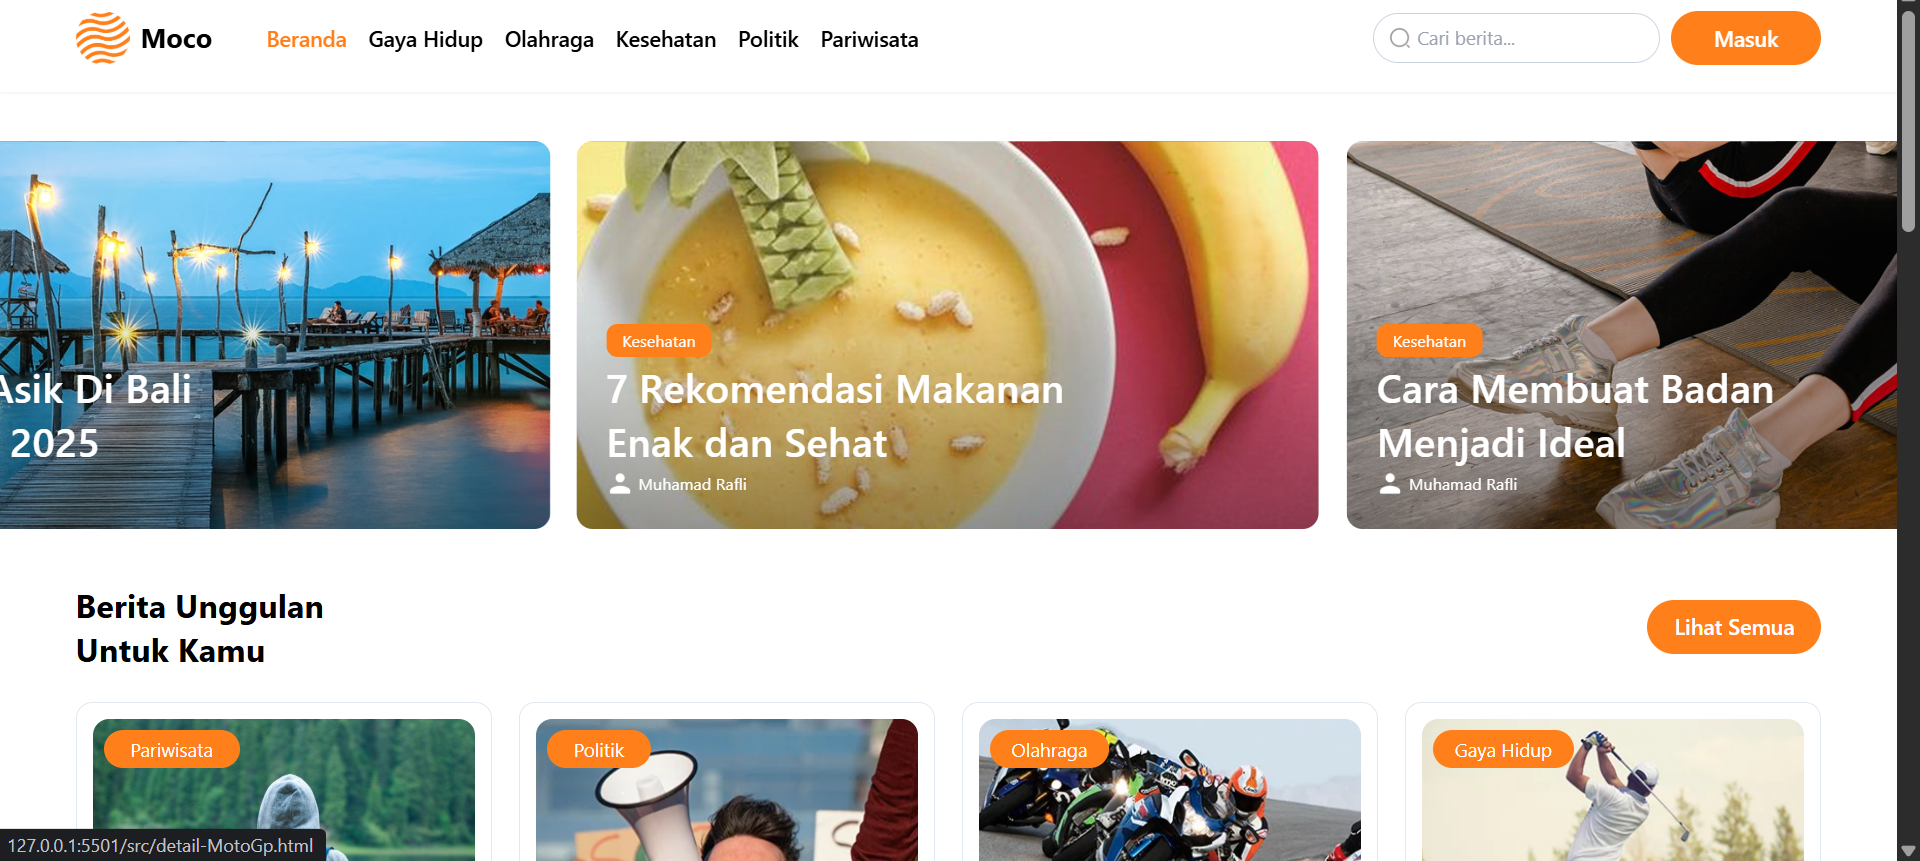 Moco
Beranda Gaya Hidup Olahraga Kesehatan Politik Pariwisata
Cari berita...
Masuk
Asik Di Bali
2025
Kesehatan
7 Rekomendasi Makanan
Enak dan Sehat
Muhamad Rafli
Kesehatan
Cara Membuat Badan
Menjadi Ideal
Muhamad Rafli
Berita Unggulan
Untuk Kamu
Lihat Semua
Pariwisata
Politik
Olahraga
Gaya Hidup
127.0.0.1:5501/src/detail-MotoGp.html